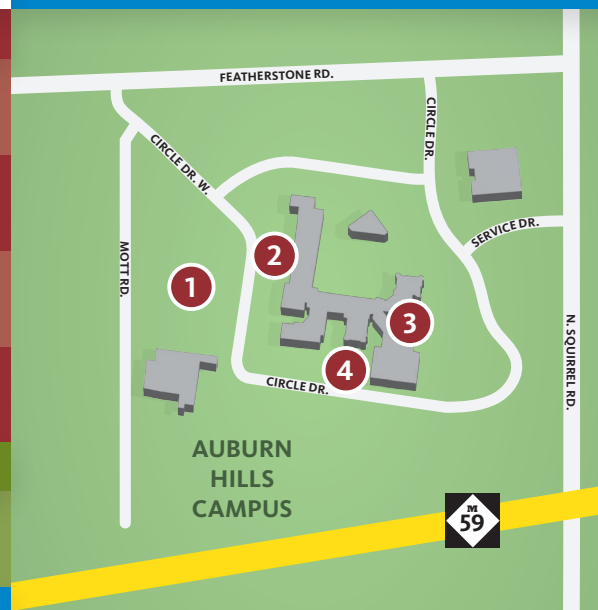 FEATHERSTONE RD.
CIRCLE DR.
CIRCLE DR. W.
SERVICE DR.
MOTT RD.
2
1
3
N. SQUIRREL RD.
4
CIRCLE DR.
AUBURN
HILLS
CAMPUS
M
59